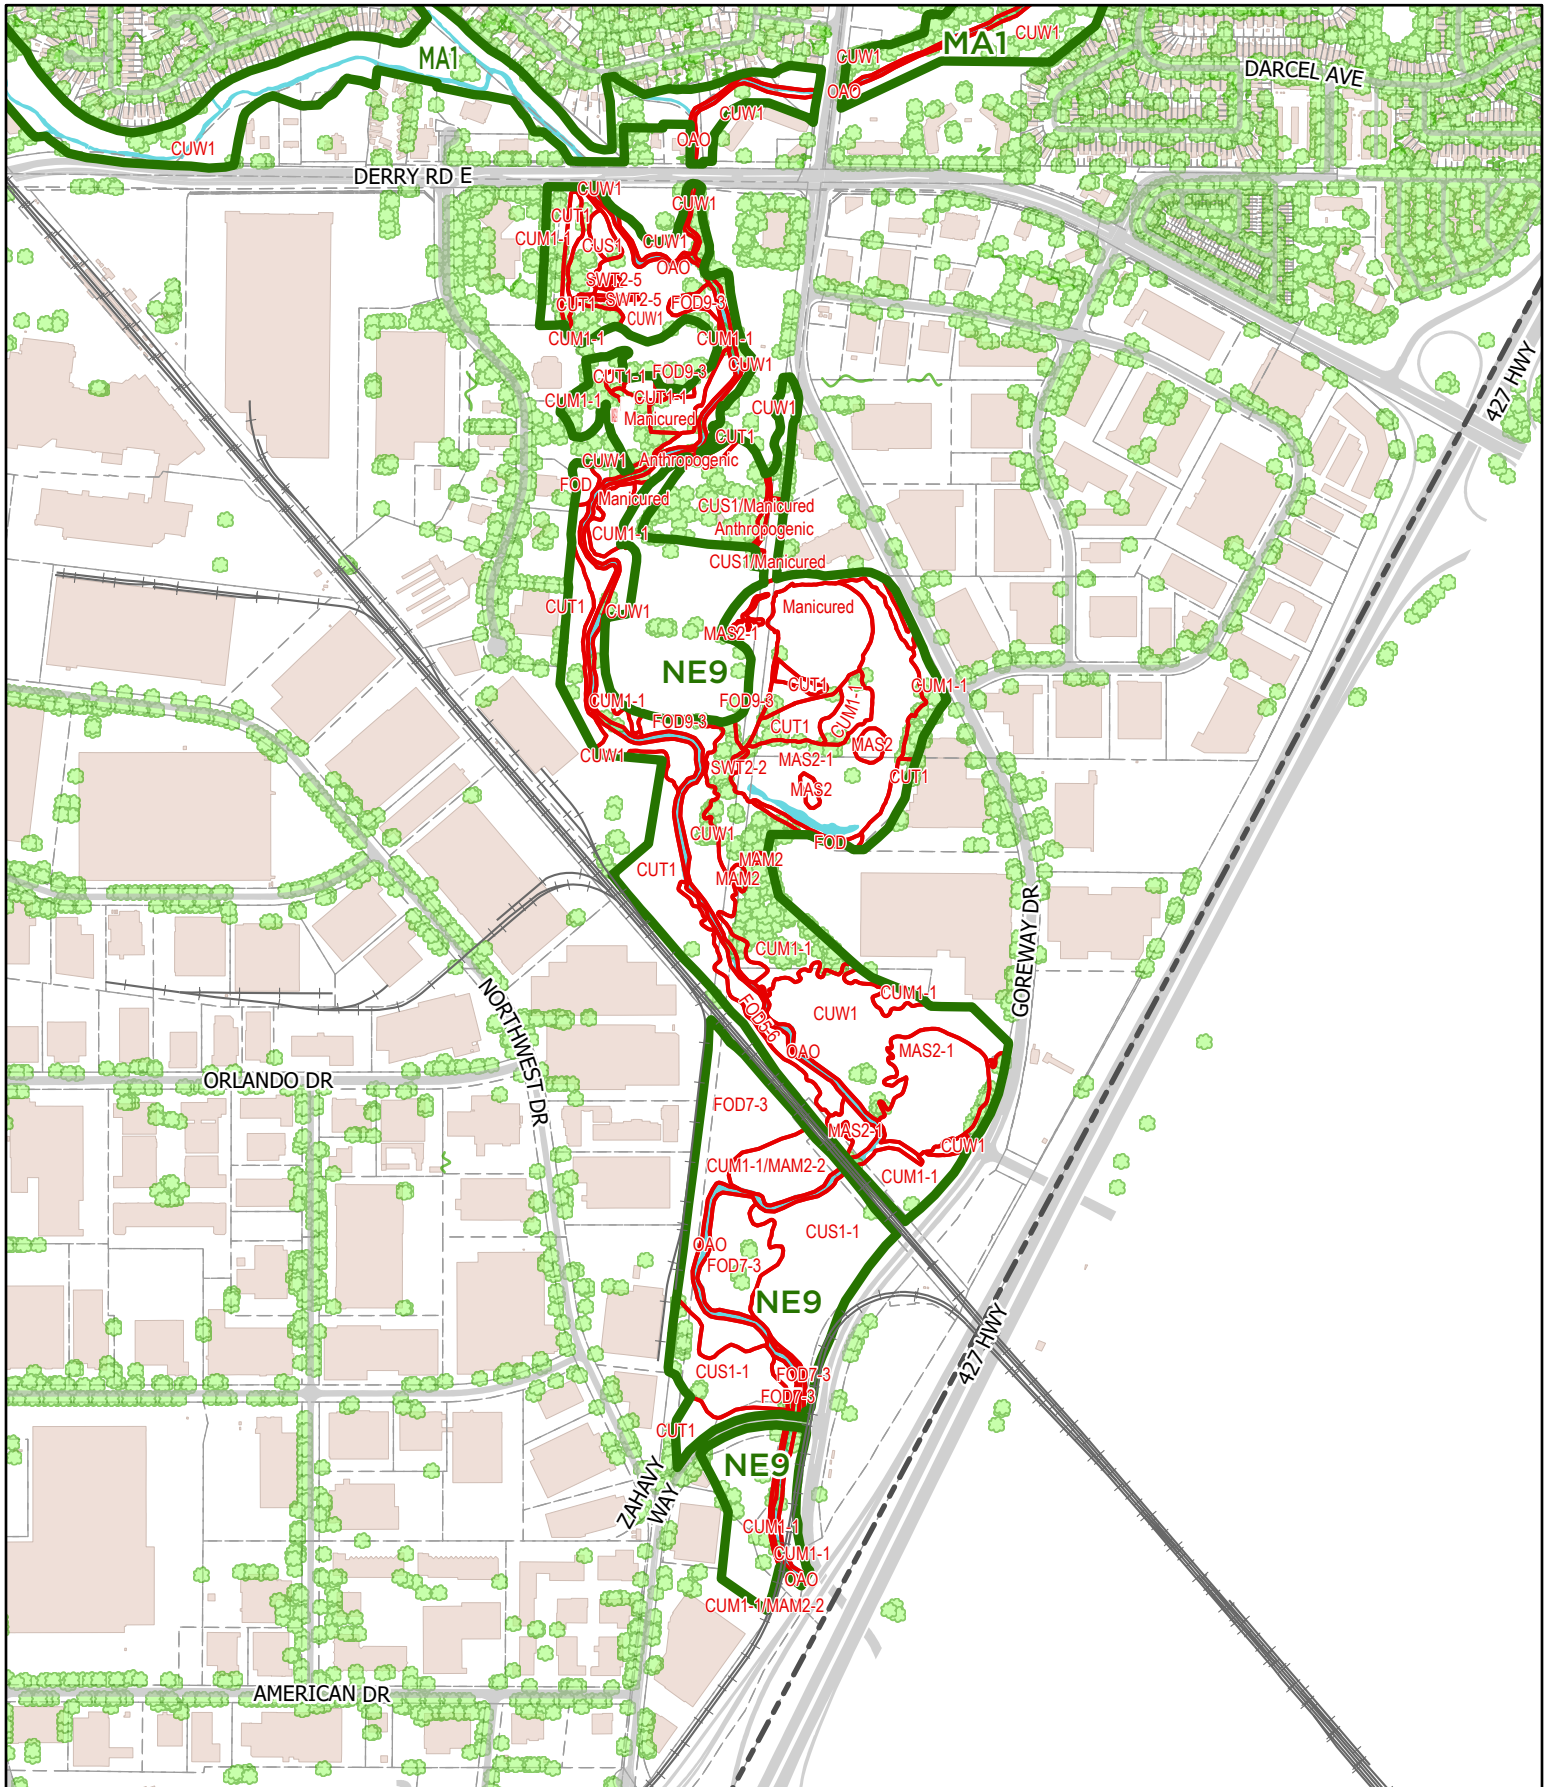 CUW1
MA1
CUW1
MA1
CUW1
DARCEL AVE
OAO
CUW1
OAO
CUW1
DERRY RD E
CUW1
CUW1
CUT1
CUM1-1
CUS1
CUW1
OAO
SWT2-5
SWT2-5
CUT1
FOD9-3
CUW1
CUM1-1
CUM1-1
CUW1
FOD9-3
CUT1-1
CUT1-1
CUM1-1
CUW1
Manicured
427 HWY
CUT1
CUW1
Anthropogenic
FOD
Manicured
CUS1/Manicured
CUM1-1
Anthropogenic
CUS1/Manicured
CUT1
CUW1
Manicured
MAS2-1
NE9
CUT1
CUM1-1
CUM1-1
FOD9-3
CUM1-1
FOD9-3
CUT1
MAS2
CUW1
MAS2-1
SWT2-2
CUT1
MAS2
CUW1
FOD
MAM2
CUT1
MAM2
GOREWAY DR
CUM1-1
CUM1-1
NORTHWEST DR
FOD5-6
CUW1
OAO
MAS2-1
ORLANDO DR
FOD7-3
MAS2-1
CUW1
CUM1-1/MAM2-2
CUM1-1
CUS1-1
OAO
FOD7-3
NE9
427 HWY
CUS1-1
FOD7-3
FOD7-3
CUT1
NE9
ZAHAVY
WAY
CUM1-1
CUM1-1
OAO
CUM1-1/MAM2-2
AMERICAN DR